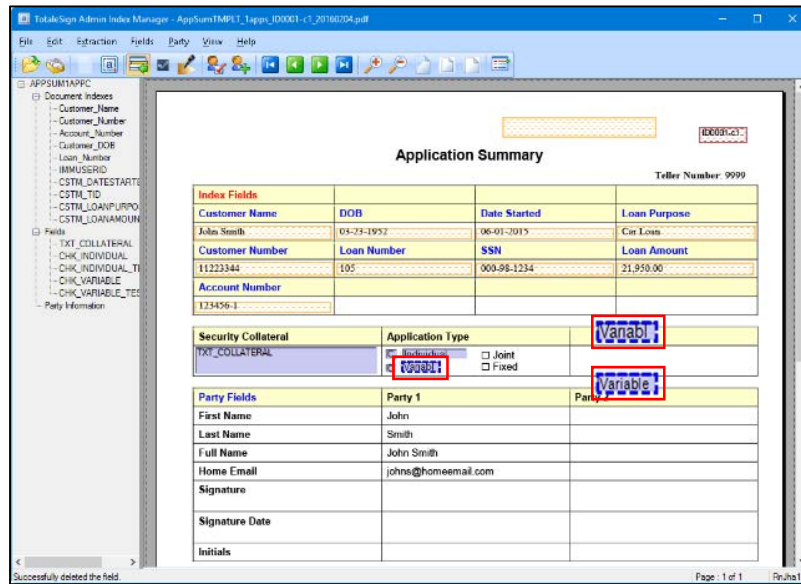 TotaleSign Admin Index Manager - AppSumTMPLT_1apps_ID0001-c1_20160204.pdf
File Edit Extraction Fields Party View Help
APPSUM1APPC
Document Indexes
Customer_Name
Customer_Number
Account_Number
Customer_DOB
Loan_Number
IMMUSERID
CSTM_DATESTARTE
CSTM_TID
CSTM_LOANPURPO
CSTM_LOANAMOUN
Fields
TXT_COLLATERAL
CHK_INDIVIDUAL
CHK_INDIVIDUAL_TE
CHK_VARIABLE
CHK_VARIABLE_TES
Party Information
ID0001-c1
Application Summary
Teller Number: 9999
Index Fields
Customer Name DOB Date Started Loan Purpose
John Smith 03-23-1952 06-01-2015 Car Loan
Customer Number Loan Number SSN Loan Amount
11223344 105 000-98-1234 21,950.00
Account Number
123456-1
Security Collateral Application Type Variabl
TXT_COLLATERAL Individual Joint
Variabl Fixed
Variable
Party Fields Party 1 Party
First Name John
Last Name Smith
Full Name John Smith
Home Email johns@homeemail.com
Signature
Signature Date
Initials
Successfully deleted the field. Page : 1 of 1 RnJha1